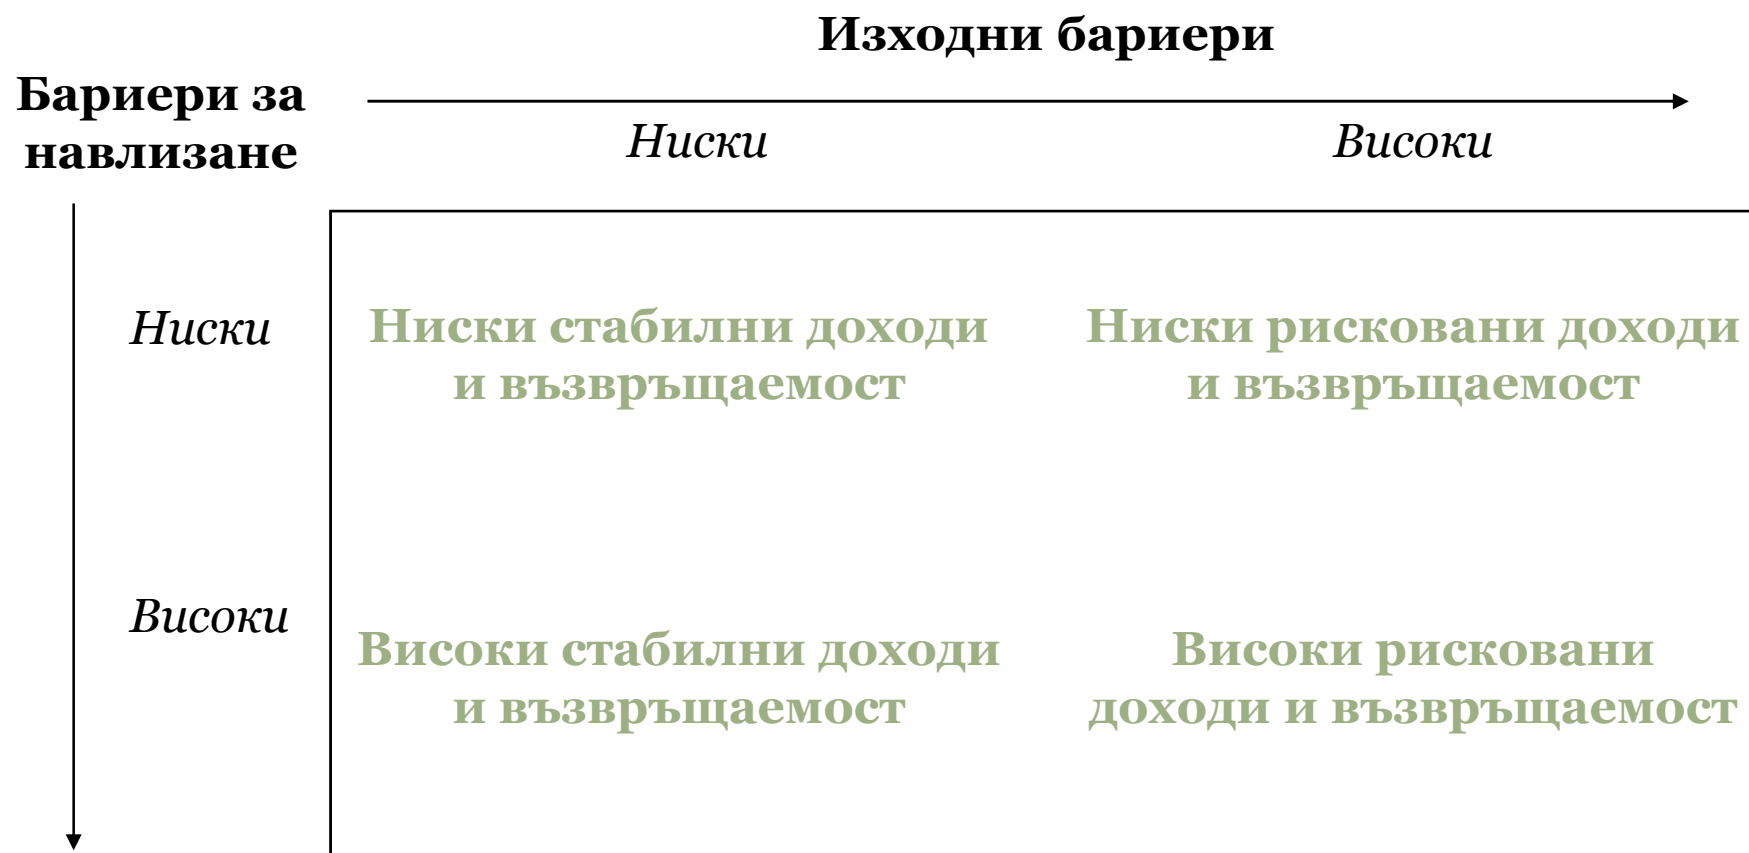 Изходни бариери
Бариери за
навлизане
Ниски
Високи
Ниски
Ниски стабилни доходи
и възвръщаемост
Ниски рисковани доходи
и възвръщаемост
Високи
Високи стабилни доходи
и възвръщаемост
Високи рисковани
доходи и възвръщаемост